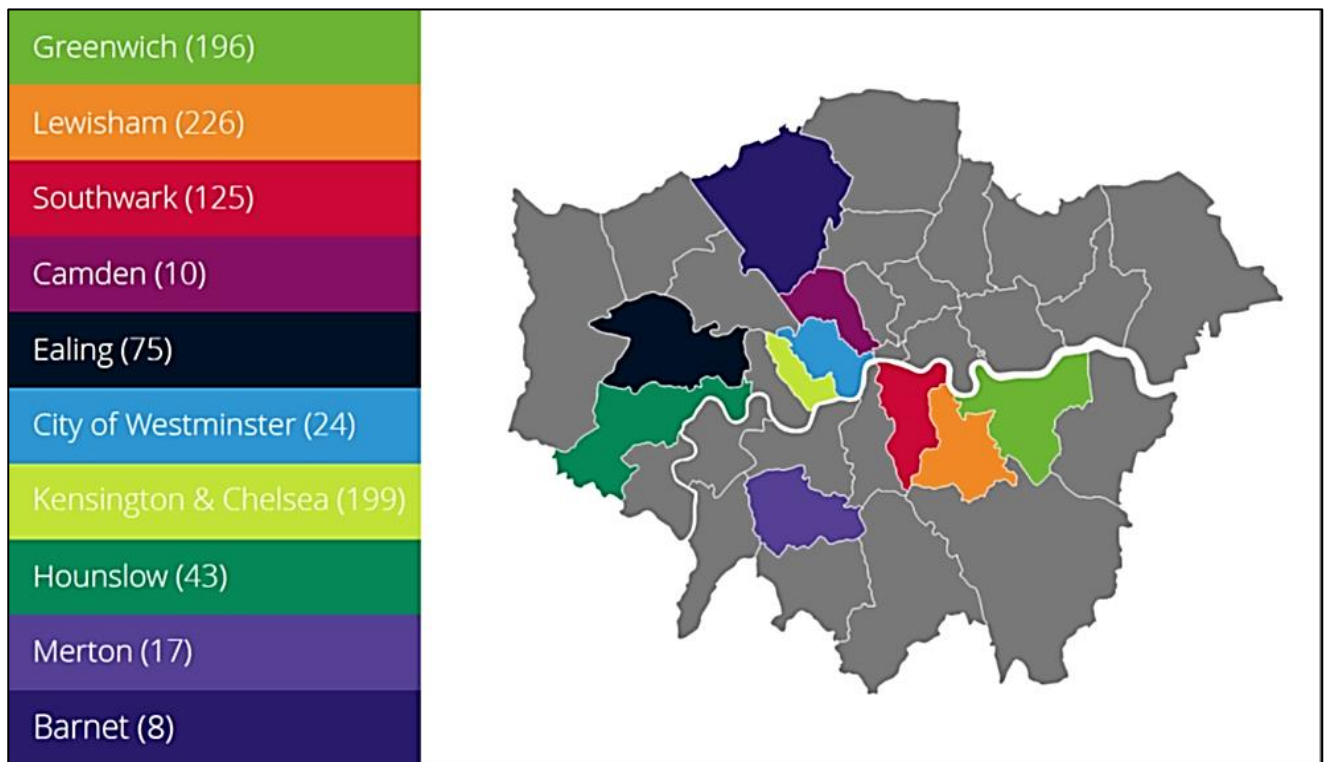 Greenwich (196)
Lewisham (226)
Southwark (125)
Camden (10)
Ealing (75)
City of Westminster (24)
Kensington & Chelsea (199)
Hounslow (43)
Merton (17)
Barnet (8)